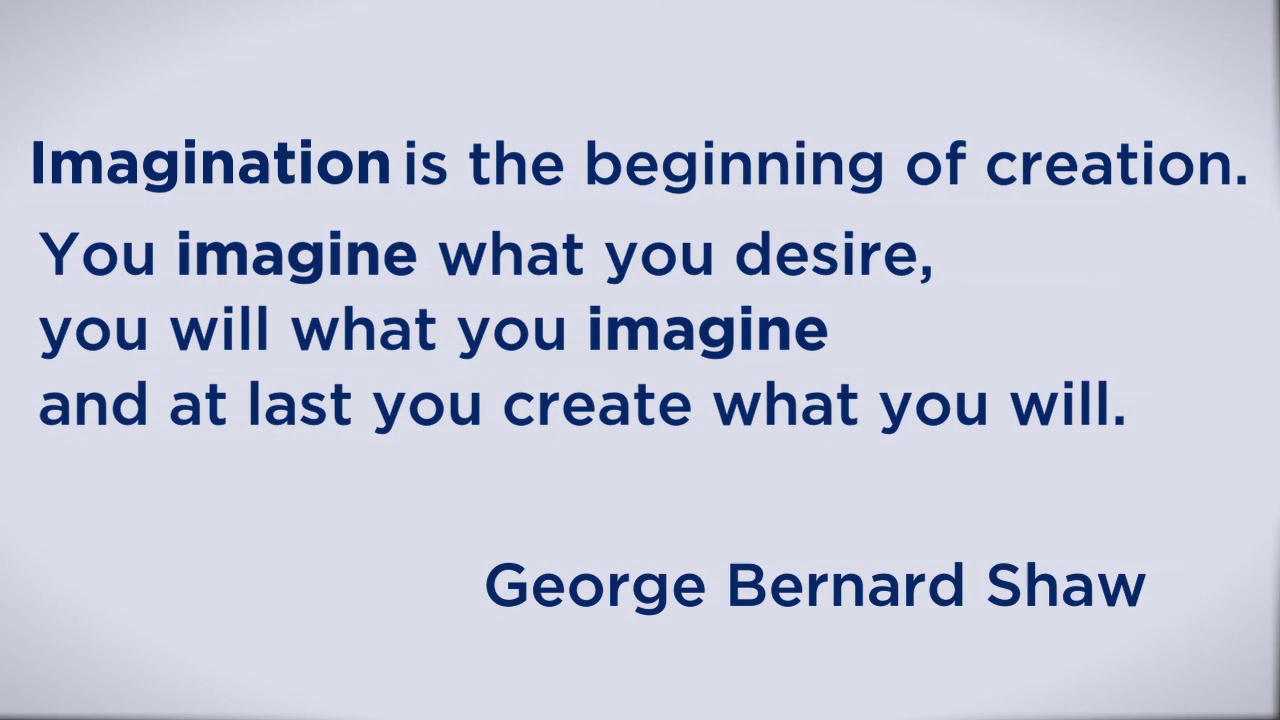 Imagination is the beginning of creation.
You imagine what you desire,
you will what you imagine
and at last you create what you will.
George Bernard Shaw